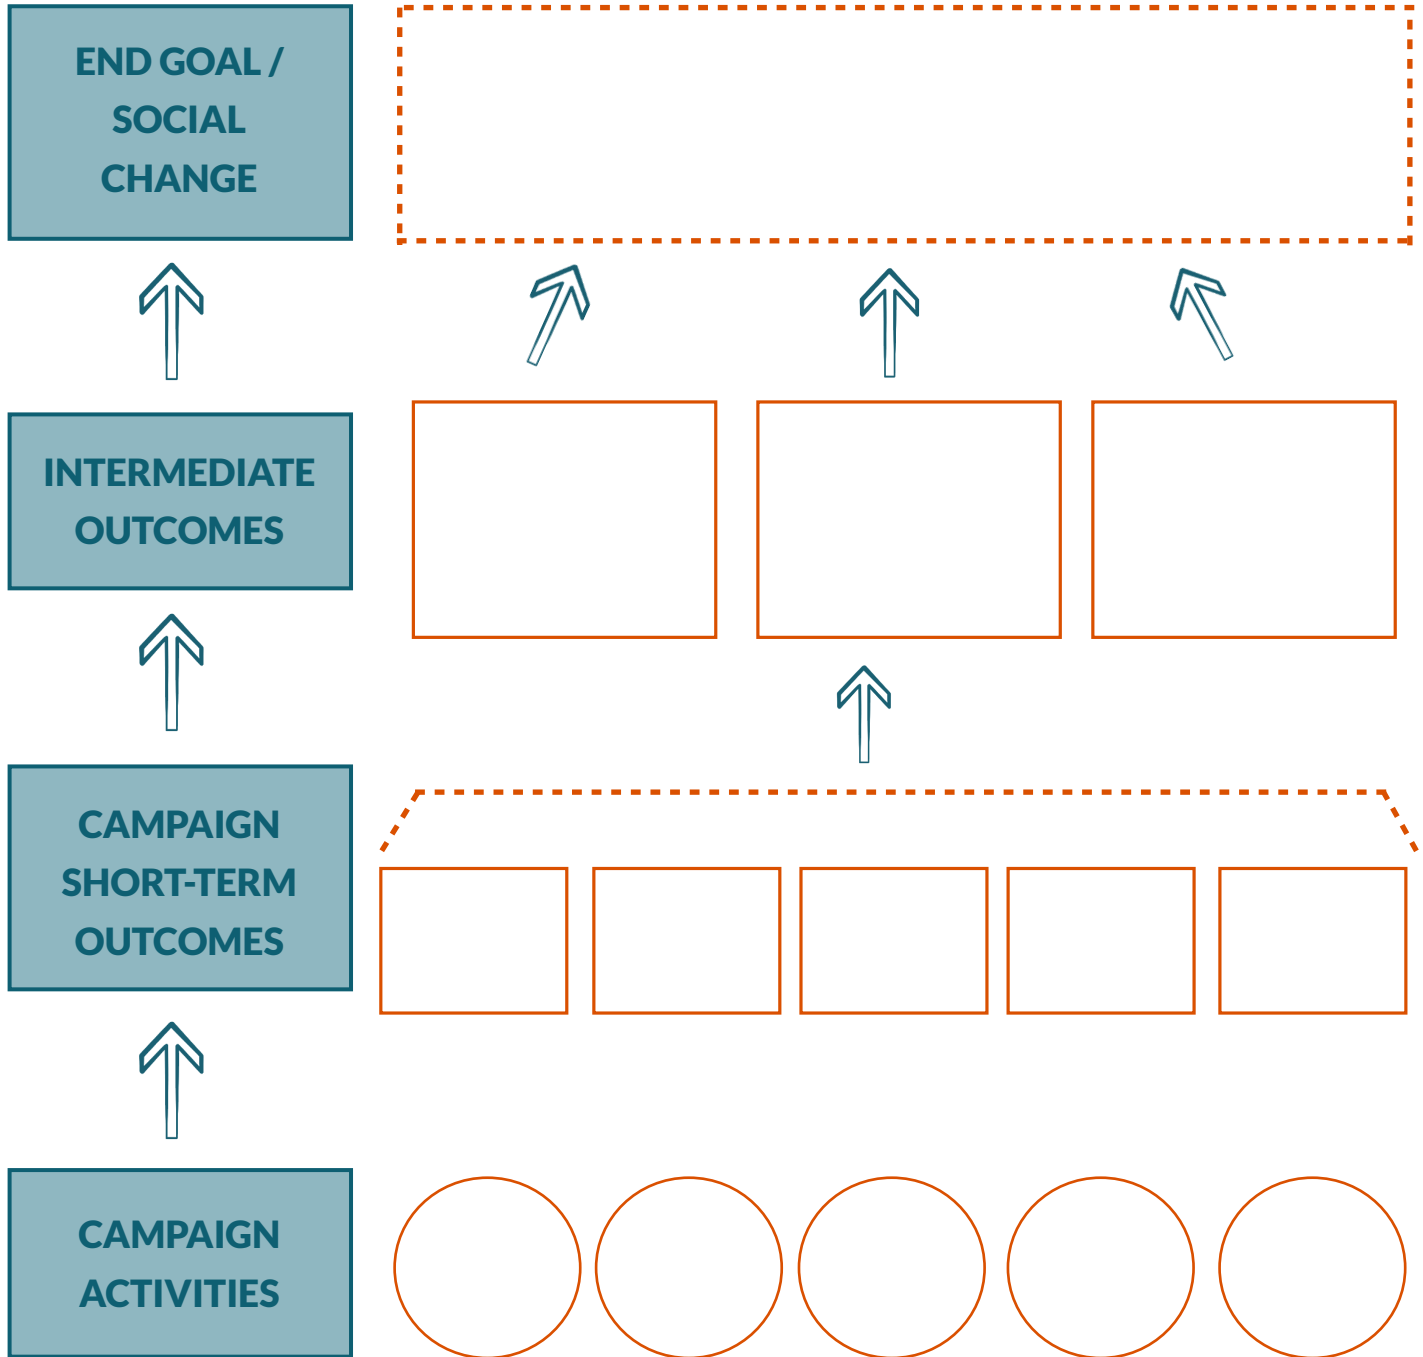 END GOAL /
SOCIAL
CHANGE
INTERMEDIATE
OUTCOMES
CAMPAIGN
SHORT-TERM
OUTCOMES
CAMPAIGN
ACTIVITIES